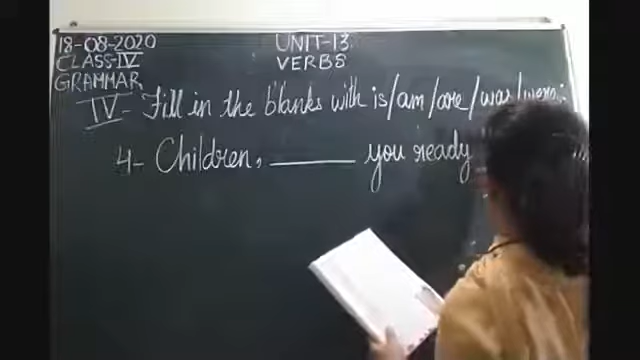 18-08-2020
UNIT-13
CLASS-IV
VERBS
GRAMMAR
IV- Fill in the blanks with is/am/are/was/were:
4- Children, ______ you ready